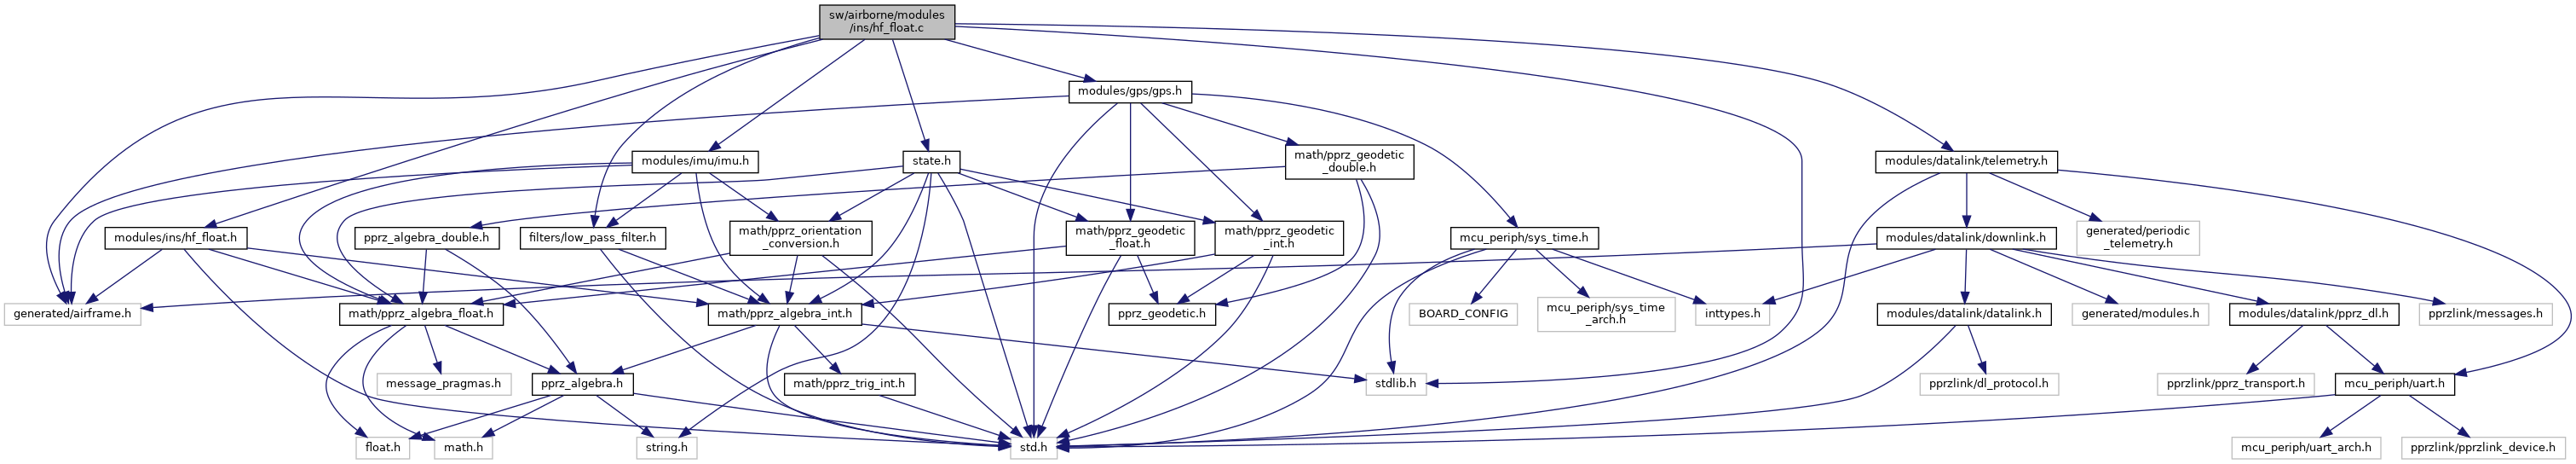 sw/airborne/modules
/ins/hf_float.c
modules/gps/gps.h
modules/imu/imu.h
state.h
math/pprz_geodetic
_double.h
modules/datalink/telemetry.h
modules/ins/hf_float.h
pprz_algebra_double.h
filters/low_pass_filter.h
math/pprz_orientation
_conversion.h
math/pprz_geodetic
_float.h
math/pprz_geodetic
_int.h
mcu_periph/sys_time.h
modules/datalink/downlink.h
generated/periodic
_telemetry.h
generated/airframe.h
math/pprz_algebra_float.h
math/pprz_algebra_int.h
pprz_geodetic.h
BOARD_CONFIG
mcu_periph/sys_time
_arch.h
inttypes.h
modules/datalink/datalink.h
generated/modules.h
modules/datalink/pprz_dl.h
pprzlink/messages.h
message_pragmas.h
pprz_algebra.h
math/pprz_trig_int.h
stdlib.h
pprzlink/dl_protocol.h
pprzlink/pprz_transport.h
mcu_periph/uart.h
float.h
math.h
string.h
std.h
mcu_periph/uart_arch.h
pprzlink/pprzlink_device.h